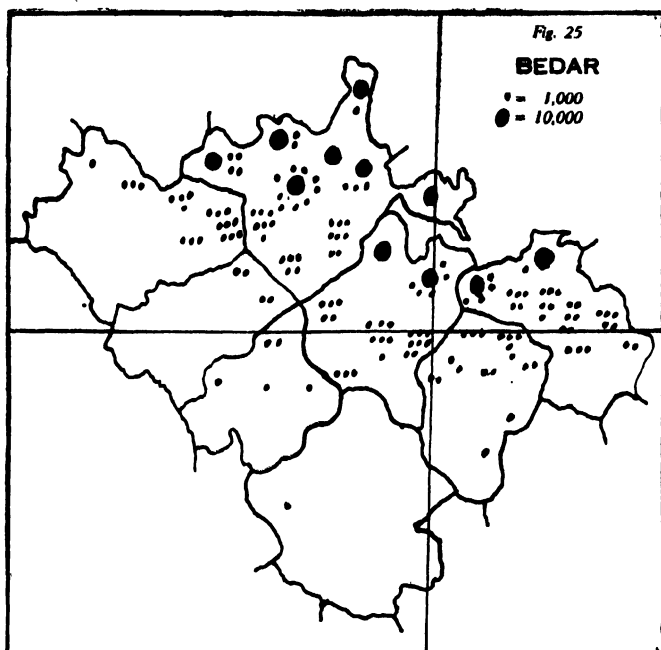 Fig. 25
BEDAR
= 1,000
= 10,000